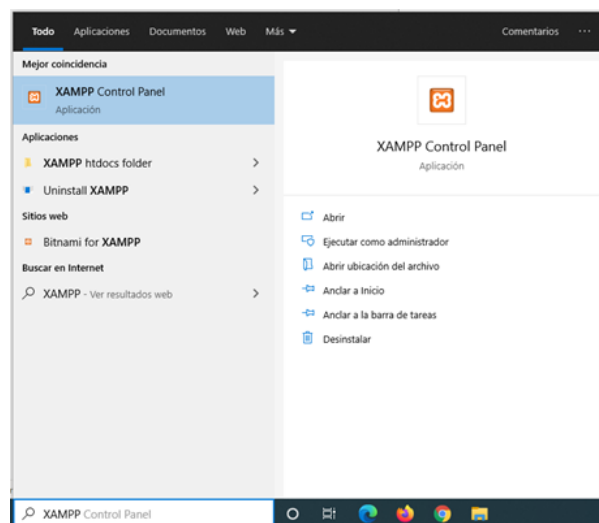 Todo Aplicaciones Documentos Web Más Comentarios ...
Mejor coincidencia
XAMPP Control Panel
Aplicación
Aplicaciones
XAMPP htdocs folder
Uninstall XAMPP
Sitios web
Bitnami for XAMPP
Buscar en Internet
XAMPP - Ver resultados web
XAMPP Control Panel
Aplicación
Abrir
Ejecutar como administrador
Abrir ubicación del archivo
Anclar a Inicio
Anclar a la barra de tareas
Desinstalar
XAMPP Control Panel